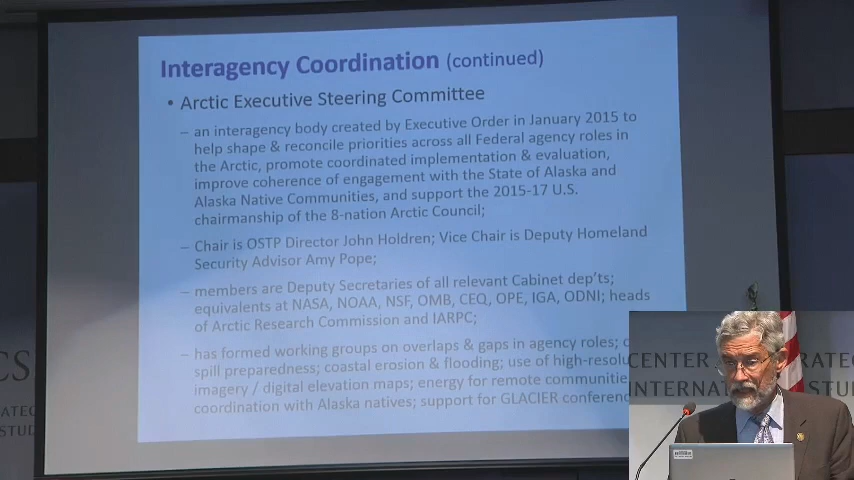 Interagency Coordination (continued)
• Arctic Executive Steering Committee
– an interagency body created by Executive Order in January 2015 to
help shape & reconcile priorities across all Federal agency roles in
the Arctic, promote coordinated implementation & evaluation,
improve coherence of engagement with the State of Alaska and
Alaska Native Communities, and support the 2015-17 U.S.
chairmanship of the 8-nation Arctic Council;
– Chair is OSTP Director John Holdren; Vice Chair is Deputy Homeland
Security Advisor Amy Pope;
– members are Deputy Secretaries of all relevant Cabinet dep'ts;
equivalents at NASA, NOAA, NSF, OMB, CEQ, OPE, IGA, ODNI; heads
of Arctic Research Commission and IARPC;
– has formed working groups on overlaps & gaps in agency roles;
spill preparedness; coastal erosion & flooding; use of high-resolu
imagery / digital elevation maps; energy for remote communitie
coordination with Alaska natives; support for GLACIER conferenc
CENTER RATEG
INTERNATI STUD
CS
ATEG
STUD